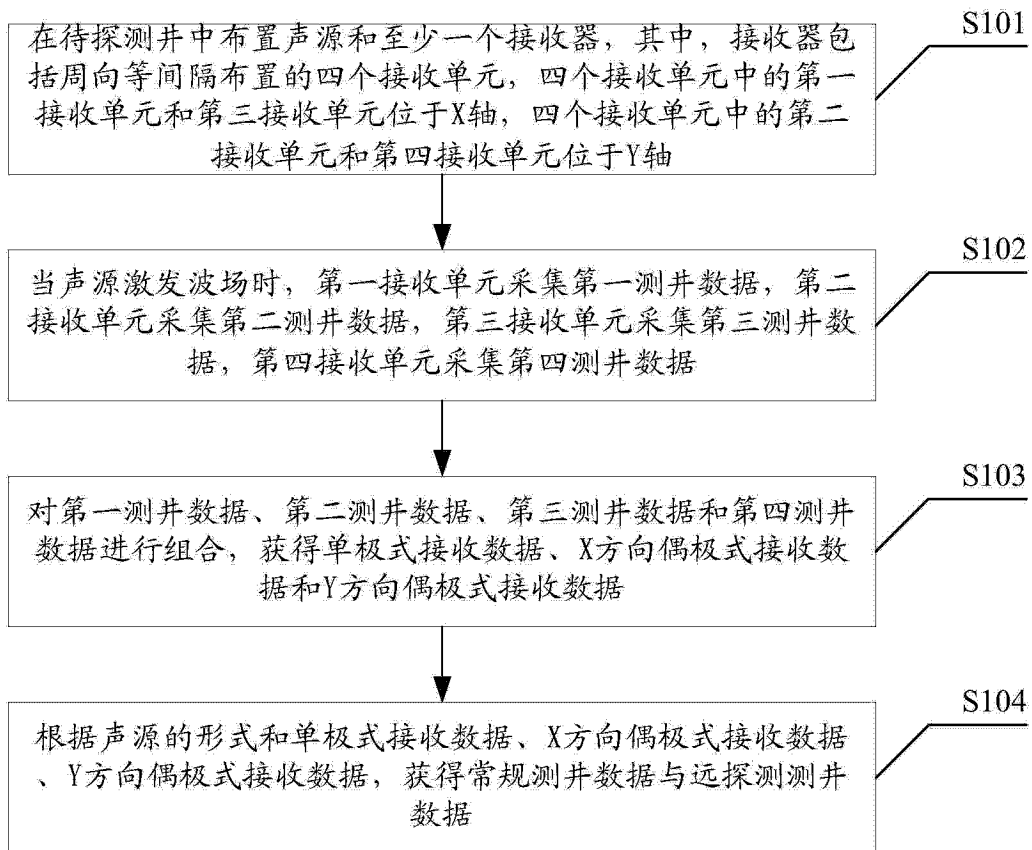 S101
在待探测井中布置声源和至少一个接收器，其中，接收器包
括周向等间隔布置的四个接收单元，四个接收单元中的第一
接收单元和第三接收单元位于X轴，四个接收单元中的第二
接收单元和第四接收单元位于Y轴
S102
当声源激发波场时，第一接收单元采集第一测井数据，第二
接收单元采集第二测井数据，第三接收单元采集第三测井数
据，第四接收单元采集第四测井数据
S103
对第一测井数据、第二测井数据、第三测井数据和第四测井
数据进行组合，获得单极式接收数据、X方向偶极式接收数
据和Y方向偶极式接收数据
S104
根据声源的形式和单极式接收数据、X方向偶极式接收数据
、Y方向偶极式接收数据，获得常规测井数据与远探测测井
数据